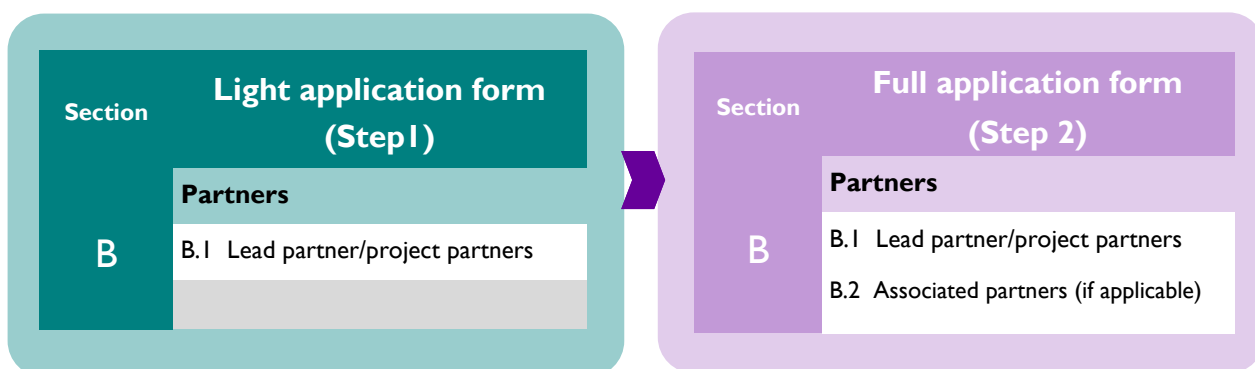 Section
Light application form
(Step1)
Partners
B
B.1 Lead partner/project partners
Section
Full application form
(Step 2)
Partners
B
B.1 Lead partner/project partners
B.2 Associated partners (if applicable)